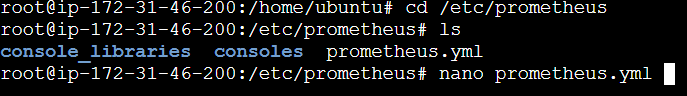 root@ip-172-31-46-200:/home/ubuntu# cd /etc/prometheus
root@ip-172-31-46-200:/etc/prometheus# ls
console_libraries  consoles  prometheus.yml
root@ip-172-31-46-200:/etc/prometheus# nano prometheus.yml